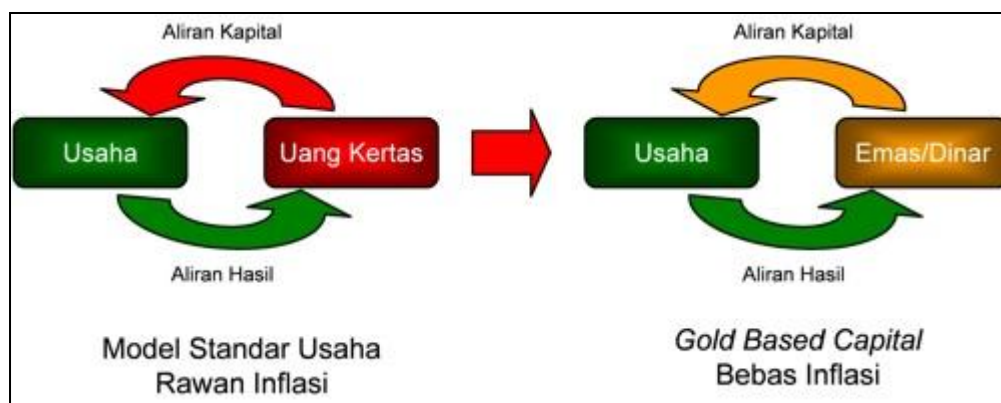 Aliran Kapital
Usaha
Uang Kertas
Aliran Hasil
Model Standar Usaha
Rawan Inflasi
Aliran Kapital
Usaha
Emas/Dinar
Aliran Hasil
Gold Based Capital
Bebas Inflasi